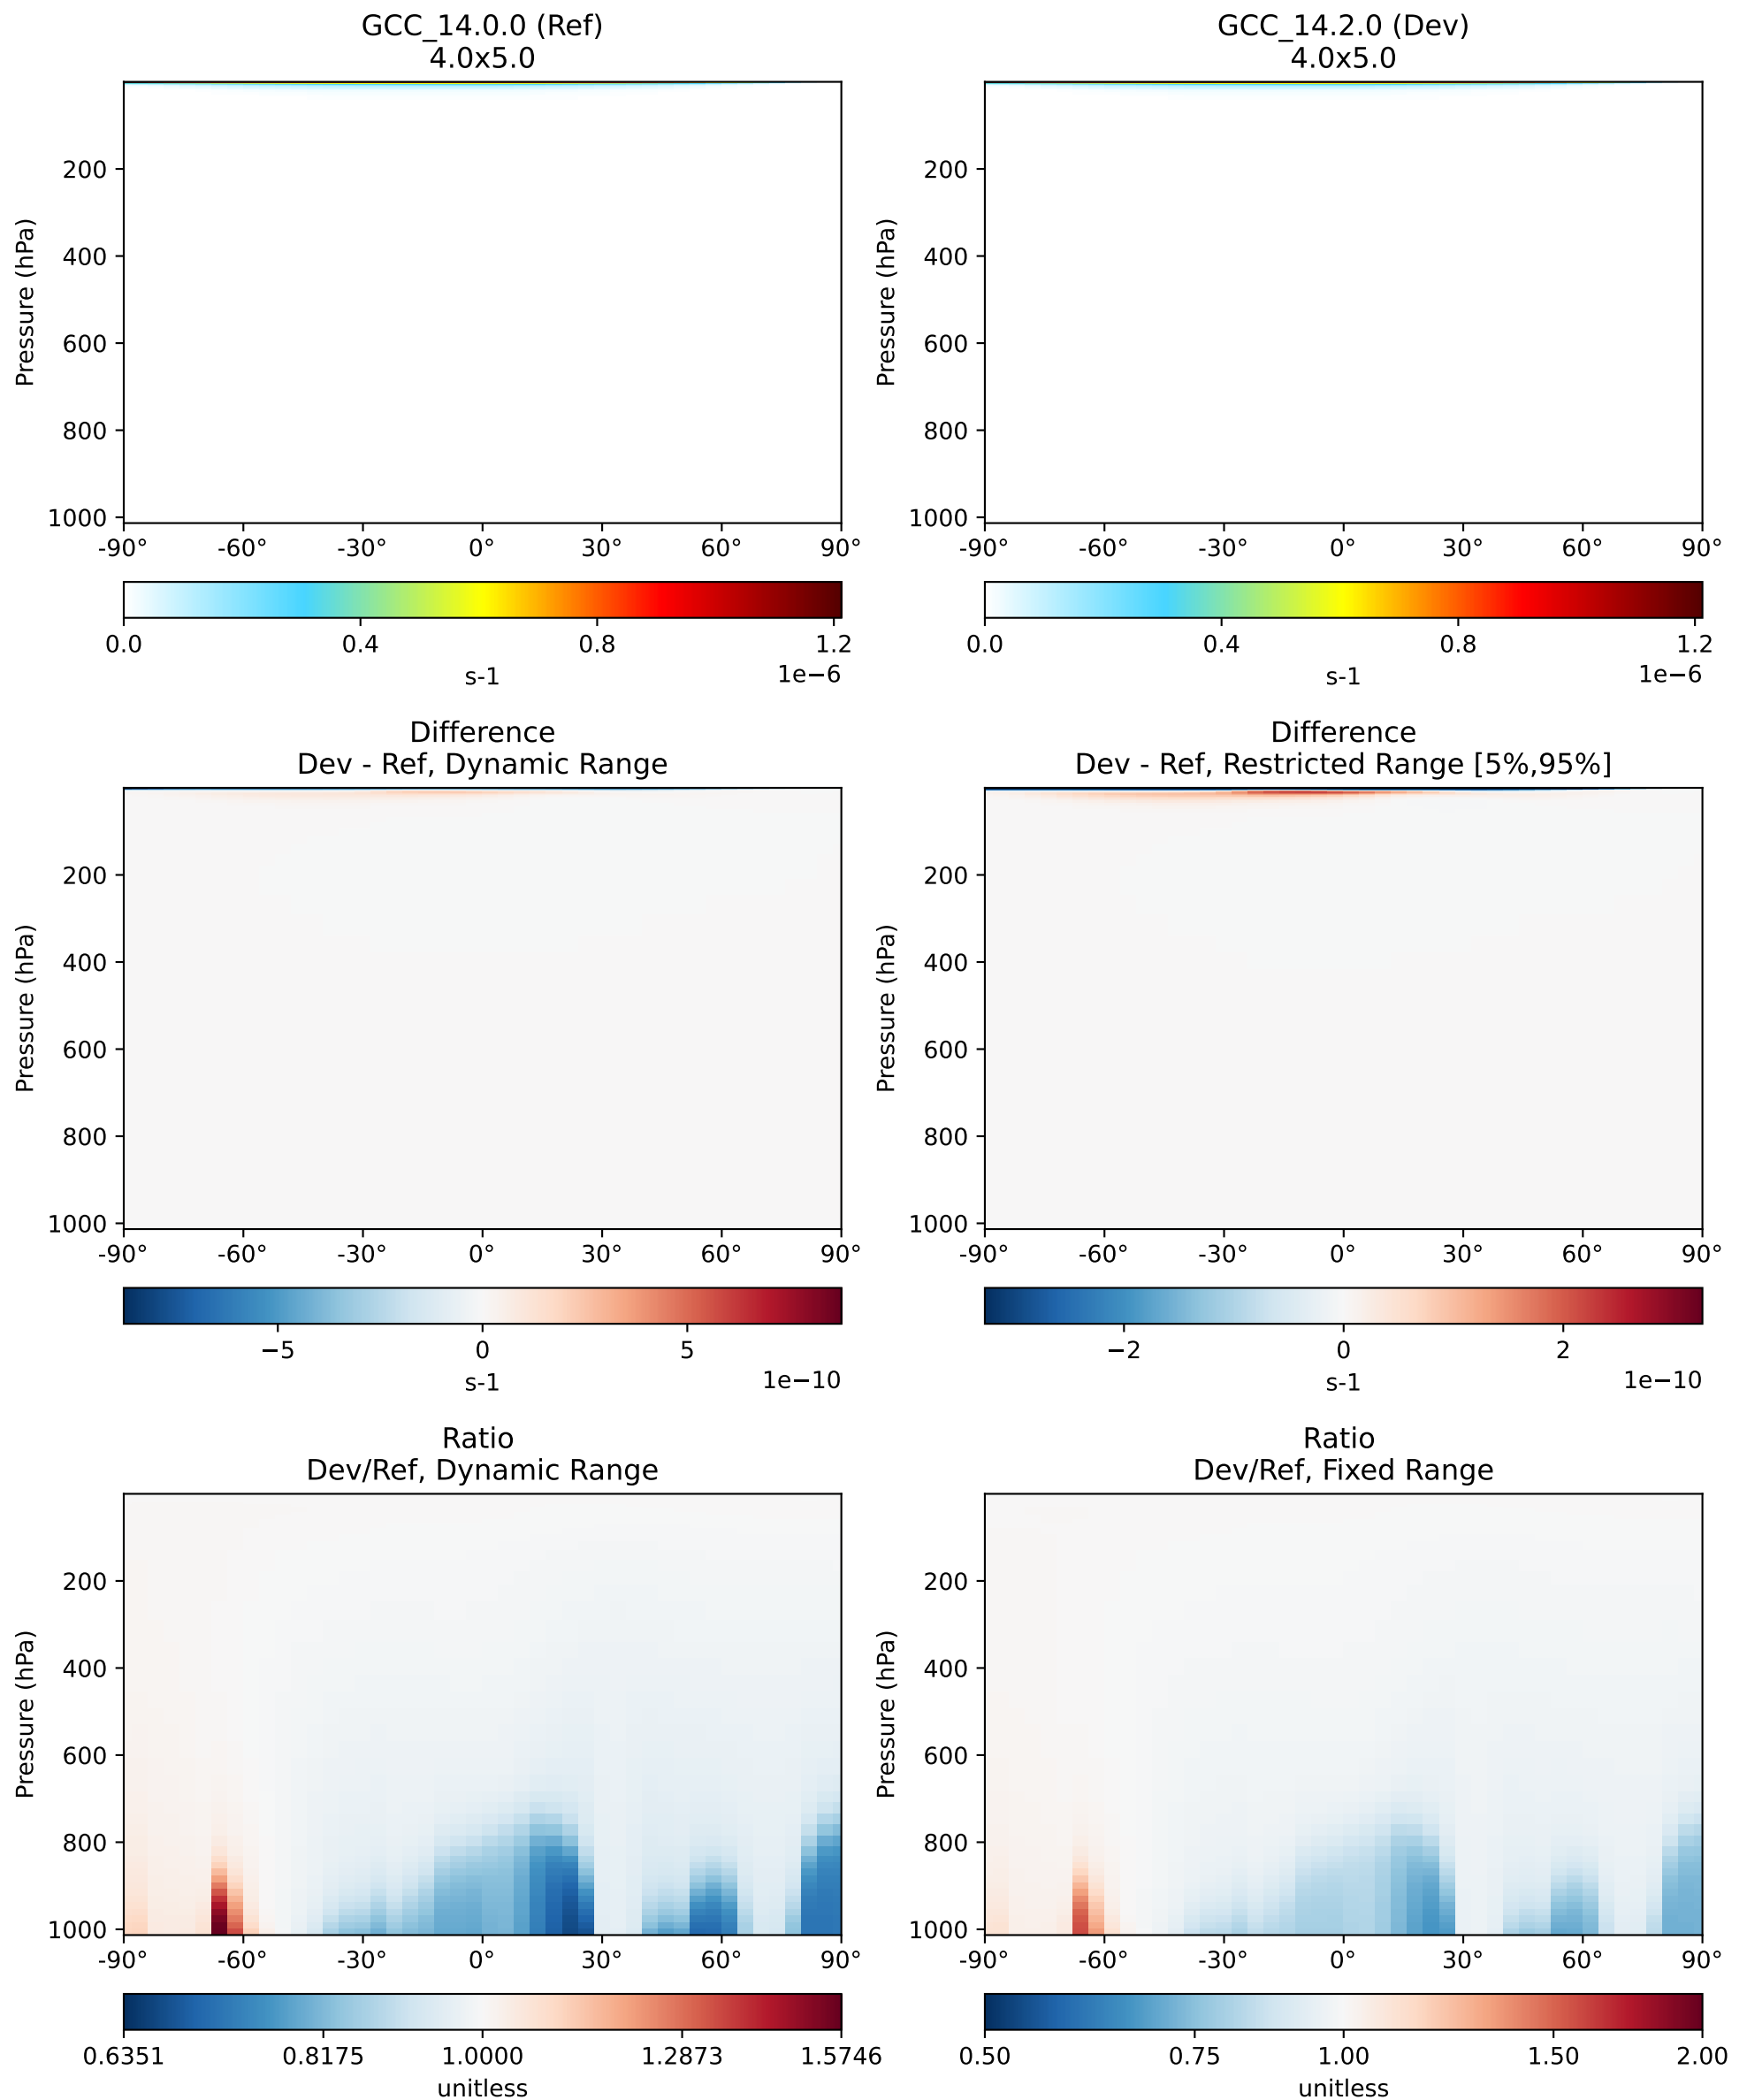 GCC_14.0.0 (Ref)
4.0x5.0
Pressure (hPa)
200
400
600
800
1000
-90° -60° -30° 0° 30° 60° 90°
0.0 0.4 0.8 1.2
s-1 1e−6
GCC_14.2.0 (Dev)
4.0x5.0
Pressure (hPa)
200
400
600
800
1000
-90° -60° -30° 0° 30° 60° 90°
0.0 0.4 0.8 1.2
s-1 1e−6
Difference
Dev - Ref, Dynamic Range
Pressure (hPa)
200
400
600
800
1000
-90° -60° -30° 0° 30° 60° 90°
−5 0 5
s-1 1e−10
Difference
Dev - Ref, Restricted Range [5%,95%]
Pressure (hPa)
200
400
600
800
1000
-90° -60° -30° 0° 30° 60° 90°
−2 0 2
s-1 1e−10
Ratio
Dev/Ref, Dynamic Range
Pressure (hPa)
200
400
600
800
1000
-90° -60° -30° 0° 30° 60° 90°
0.6351 0.8175 1.0000 1.2873 1.5746
unitless
Ratio
Dev/Ref, Fixed Range
Pressure (hPa)
200
400
600
800
1000
-90° -60° -30° 0° 30° 60° 90°
0.50 0.75 1.00 1.50 2.00
unitless